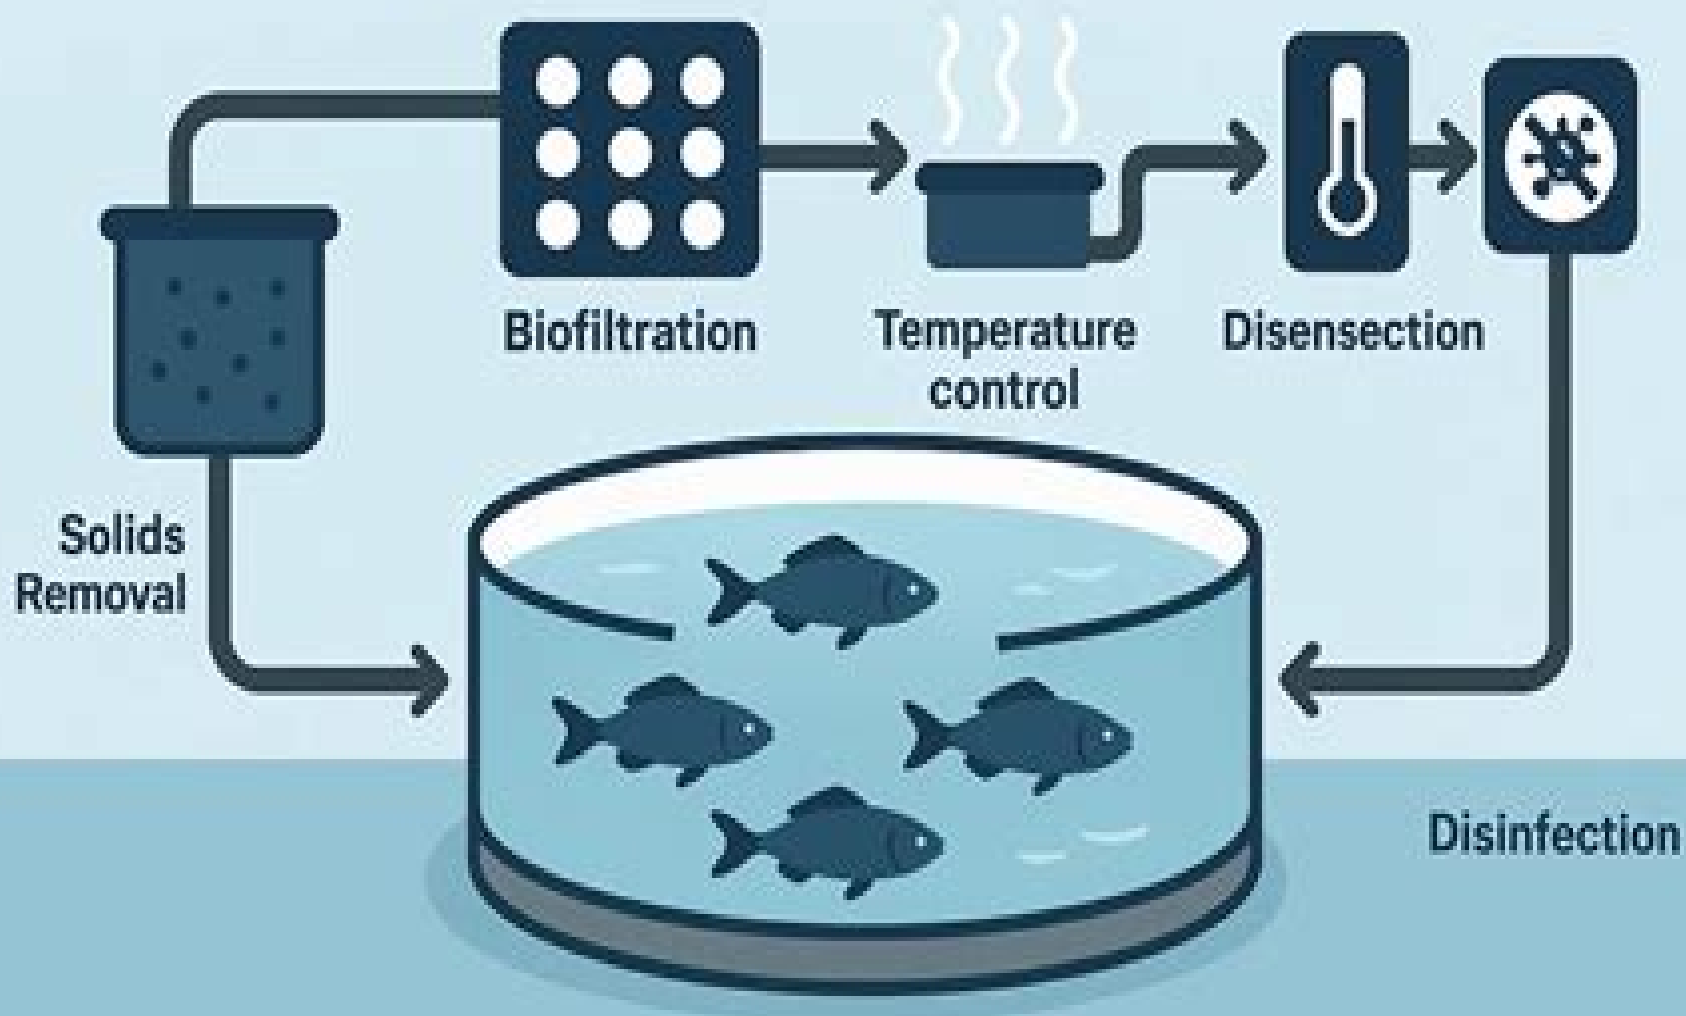 Biofiltration
Temperature
control
Disensection
Solids
Removal
Disinfection